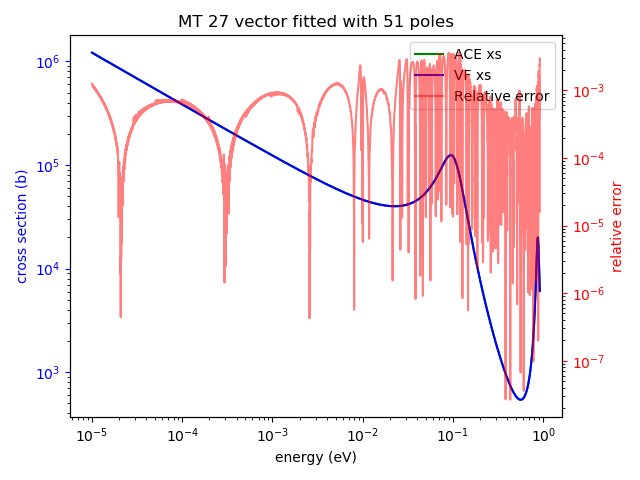 MT 27 vector fitted with 51 poles
ACE xs
VF xs
Relative error
cross section (b)
10^6
10^5
10^4
10^3
10^-3
10^-4
10^-5
10^-6
10^-7
relative error
10^-5 10^-4 10^-3 10^-2 10^-1 10^0
energy (eV)